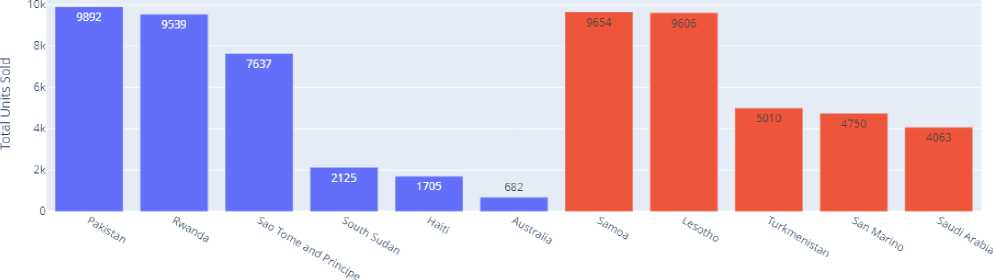 Total Units Sold
10k
8k
6k
4k
2k
0
9892
9539
7637
2125
1705
682
9654
9606
5010
4750
4063
Pakistan
Rwanda
Sao Tome and Principe
South Sudan
Haiti
Australia
Samoa
Lesotho
Turkmenistan
San Marino
Saudi Arabia